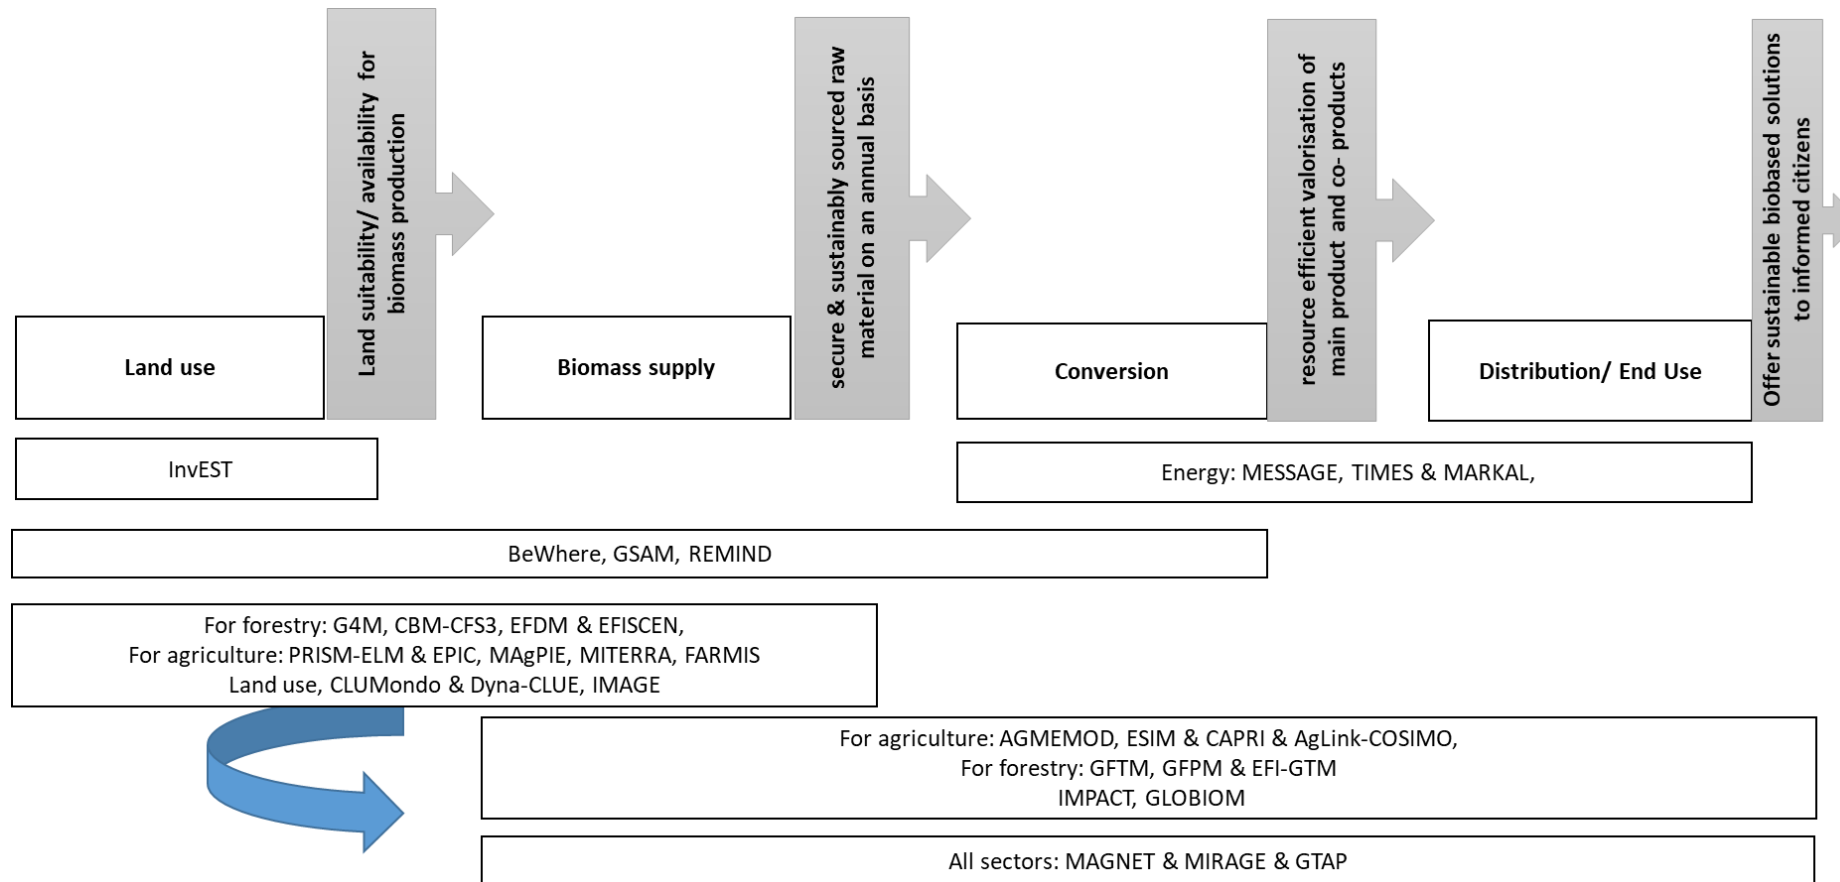 Land suitability/ availability for
biomass production
secure & sustainably sourced raw
material on an annual basis
resource efficient valorisation of
main product and co- products
Offer sustainable biobased solutions
to informed citizens
Land use
Biomass supply
Conversion
Distribution/ End Use
InvEST
Energy: MESSAGE, TIMES & MARKAL,
BeWhere, GSAM, REMIND
For forestry: G4M, CBM-CFS3, EFDM & EFISCEN,
For agriculture: PRISM-ELM & EPIC, MAgPIE, MITERRA, FARMIS
Land use, CLUMondo & Dyna-CLUE, IMAGE
For agriculture: AGMEMOD, ESIM & CAPRI & AgLink-COSIMO,
For forestry: GFTM, GFPM & EFI-GTM
IMPACT, GLOBIOM
All sectors: MAGNET & MIRAGE & GTAP